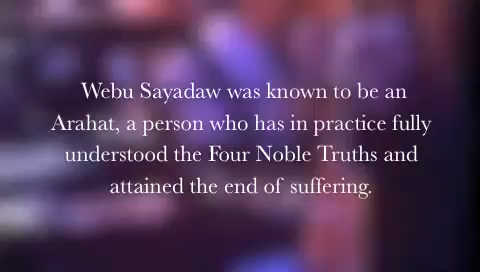 Webu Sayadaw was known to be an
Arahat, a person who has in practice fully
understood the Four Noble Truths and
attained the end of suffering.